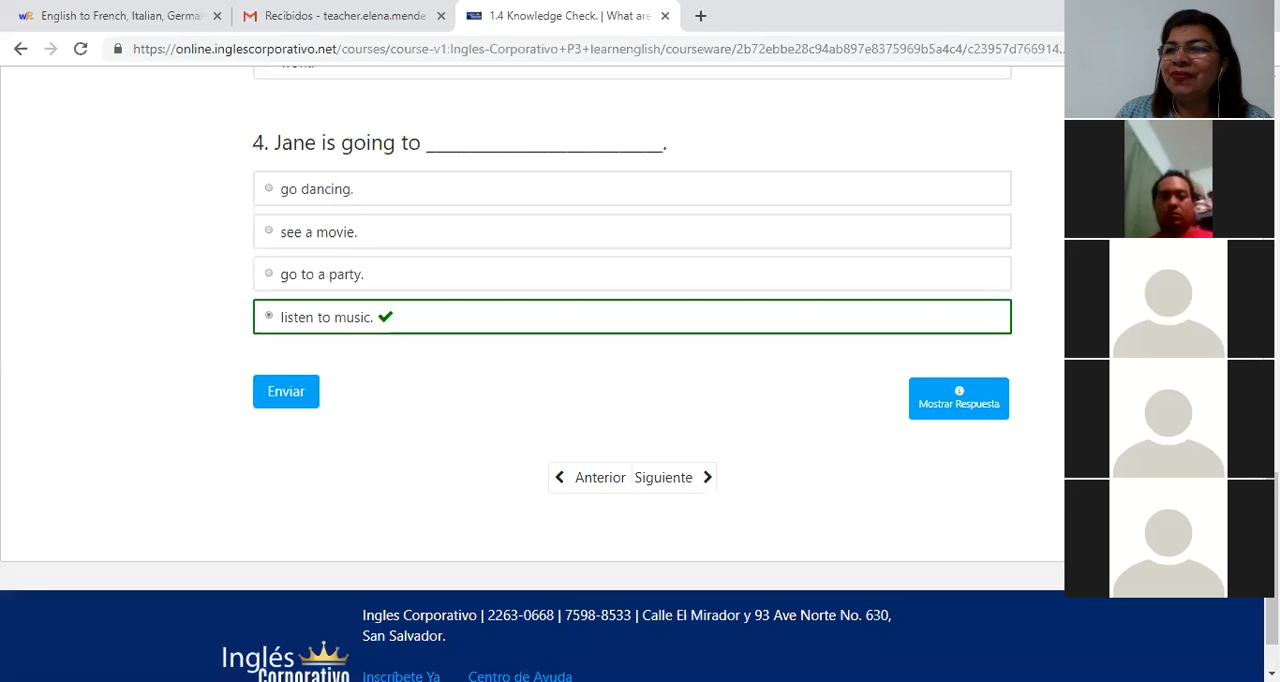 English to French, Italian, Germa
Recibidos - teacher.elena.mende
1.4 Knowledge Check. | What are
https://online.inglescorporativo.net/courses/course-v1:Ingles-Corporativo+P3+learnenglish/courseware/2b72ebbe28c94ab897e8375969b5a4c4/c23957d766914...
4. Jane is going to ________________________.
go dancing.
see a movie.
go to a party.
listen to music.
Enviar
Mostrar Respuesta
Anterior Siguiente
Ingles Corporativo | 2263-0668 | 7598-8533 | Calle El Mirador y 93 Ave Norte No. 630,
San Salvador.
Inglés
Corporativo
Inscríbete Ya Centro de Ayuda